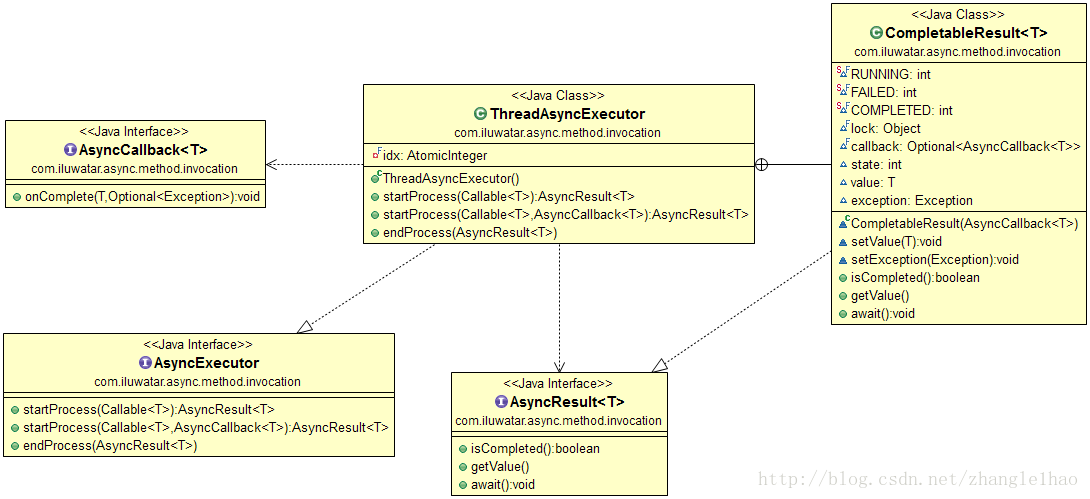 <<Java Class>>
CompletableResult<T>
com.iluwatar.async.method.invocation
RUNNING: int
FAILED: int
COMPLETED: int
lock: Object
callback: Optional<AsyncCallback<T>>
state: int
value: T
exception: Exception
CompletableResult(AsyncCallback<T>)
setValue(T):void
setException(Exception):void
isCompleted():boolean
getValue()
await():void
<<Java Class>>
ThreadAsyncExecutor
com.iluwatar.async.method.invocation
idx: AtomicInteger
ThreadAsyncExecutor()
startProcess(Callable<T>):AsyncResult<T>
startProcess(Callable<T>,AsyncCallback<T>):AsyncResult<T>
endProcess(AsyncResult<T>)
<<Java Interface>>
AsyncCallback<T>
com.iluwatar.async.method.invocation
onComplete(T,Optional<Exception>):void
<<Java Interface>>
AsyncExecutor
com.iluwatar.async.method.invocation
startProcess(Callable<T>):AsyncResult<T>
startProcess(Callable<T>,AsyncCallback<T>):AsyncResult<T>
endProcess(AsyncResult<T>)
<<Java Interface>>
AsyncResult<T>
com.iluwatar.async.method.invocation
isCompleted():boolean
getValue()
await():void
http://blog.csdn.net/zhanglelhao